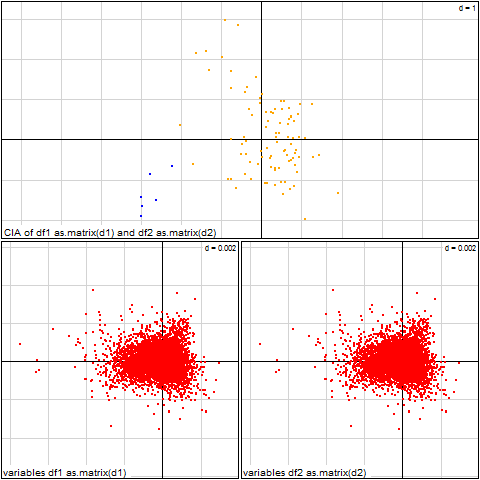 d = 1
CIA of df1 as.matrix(d1) and df2 as.matrix(d2)
d = 0.002
variables df1 as.matrix(d1)
d = 0.002
variables df2 as.matrix(d2)